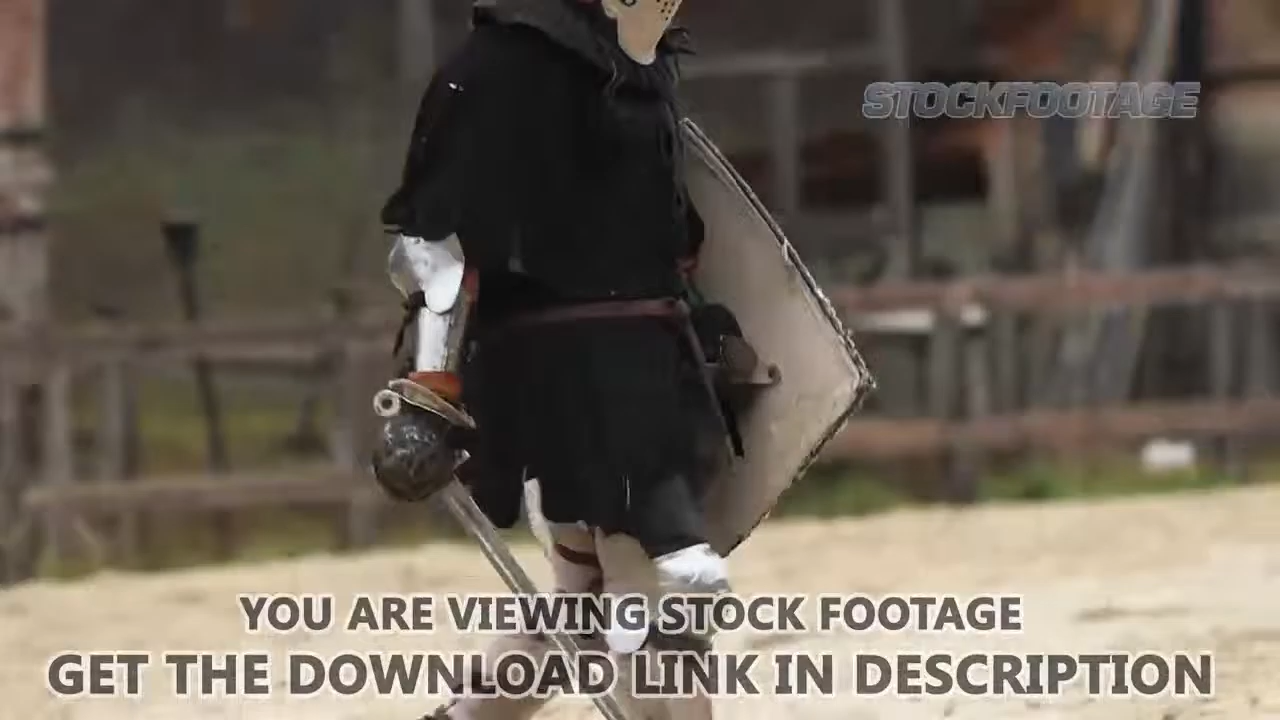 STOCKFOOTAGE
YOU ARE VIEWING STOCK FOOTAGE
GET THE DOWNLOAD LINK IN DESCRIPTION